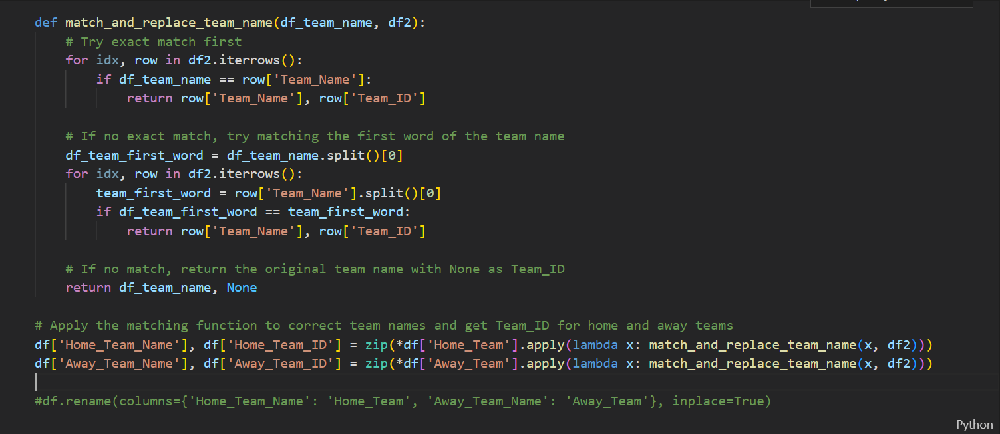 def match_and_replace_team_name(df_team_name, df2):
    # Try exact match first
    for idx, row in df2.iterrows():
        if df_team_name == row['Team_Name']:
            return row['Team_Name'], row['Team_ID']

    # If no exact match, try matching the first word of the team name
    df_team_first_word = df_team_name.split()[0]
    for idx, row in df2.iterrows():
        team_first_word = row['Team_Name'].split()[0]
        if df_team_first_word == team_first_word:
            return row['Team_Name'], row['Team_ID']

    # If no match, return the original team name with None as Team_ID
    return df_team_name, None

# Apply the matching function to correct team names and get Team_ID for home and away teams
df['Home_Team_Name'], df['Home_Team_ID'] = zip(*df['Home_Team'].apply(lambda x: match_and_replace_team_name(x, df2)))
df['Away_Team_Name'], df['Away_Team_ID'] = zip(*df['Away_Team'].apply(lambda x: match_and_replace_team_name(x, df2)))

#df.rename(columns={'Home_Team_Name': 'Home_Team', 'Away_Team_Name': 'Away_Team'}, inplace=True)
Python